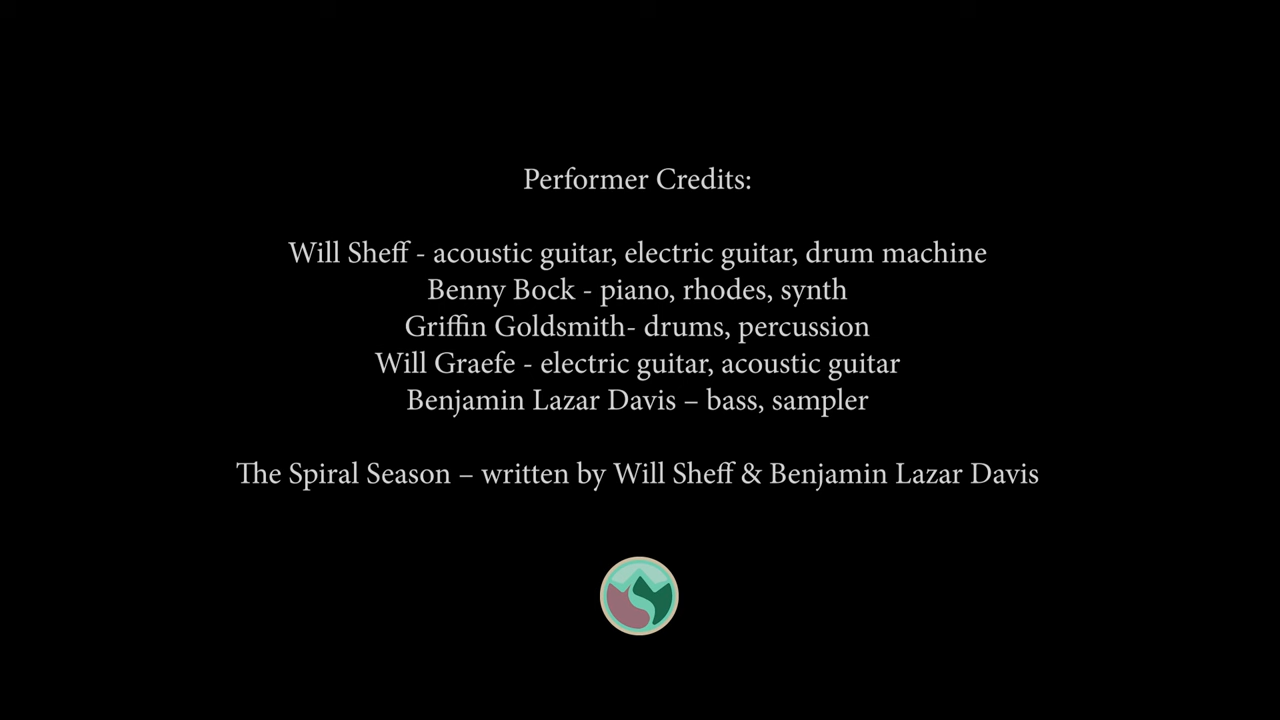 Performer Credits:
Will Sheff - acoustic guitar, electric guitar, drum machine
Benny Bock - piano, rhodes, synth
Griffin Goldsmith- drums, percussion
Will Graefe - electric guitar, acoustic guitar
Benjamin Lazar Davis – bass, sampler
The Spiral Season – written by Will Sheff & Benjamin Lazar Davis